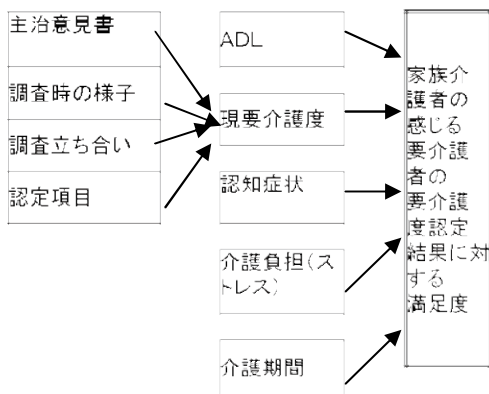 主治意見書
調査時の様子
調査立ち合い
認定項目
ADL
現要介護度
認知症状
介護負担(ス
トレス)
介護期間
家族介
護者の
感じる
要介護
者の
要介護
度認定
結果に対
する
満足度